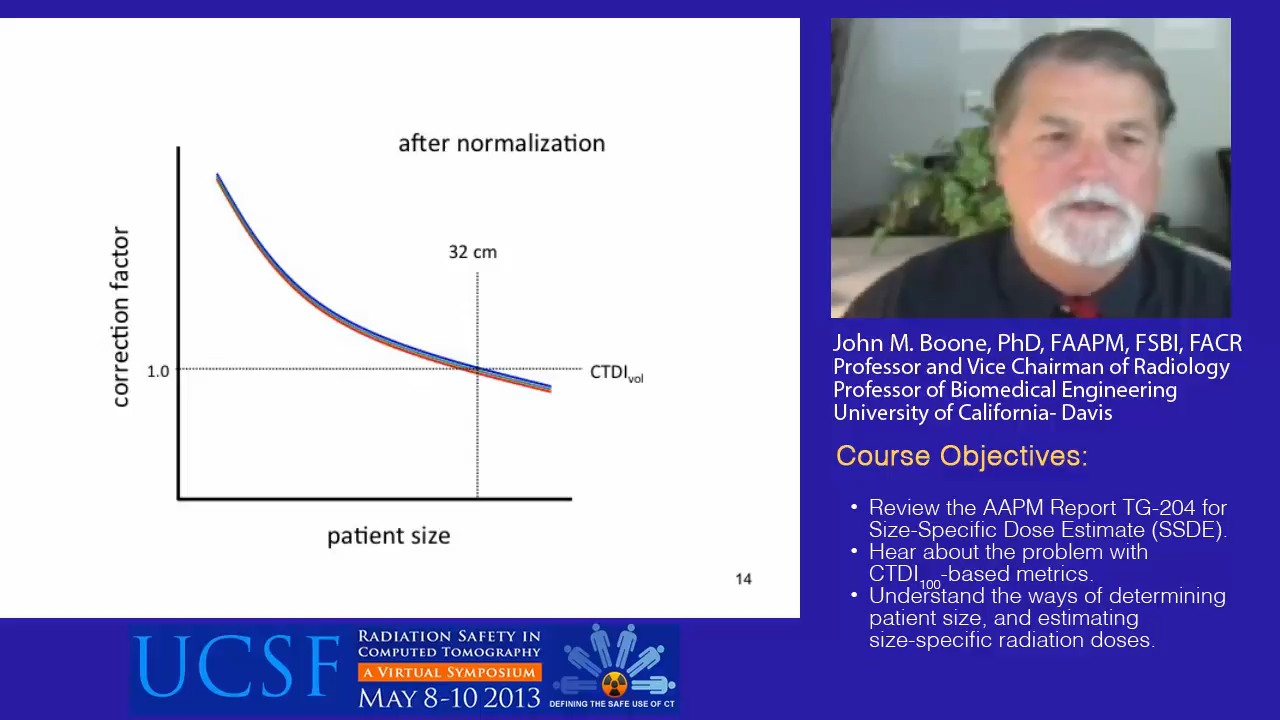 after normalization
32 cm
correction factor
1.0
CTDIvol
patient size
14
John M. Boone, PhD, FAAPM, FSBI, FACR
Professor and Vice Chairman of Radiology
Professor of Biomedical Engineering
University of California- Davis
Course Objectives:
• Review the AAPM Report TG-204 for
Size-Specific Dose Estimate (SSDE).
• Hear about the problem with
CTDI100-based metrics.
• Understand the ways of determining
patient size, and estimating
size-specific radiation doses.
UCSF
Radiation Safety in
Computed Tomography
a Virtual Symposium
May 8-10 2013
DEFINING THE SAFE USE OF CT